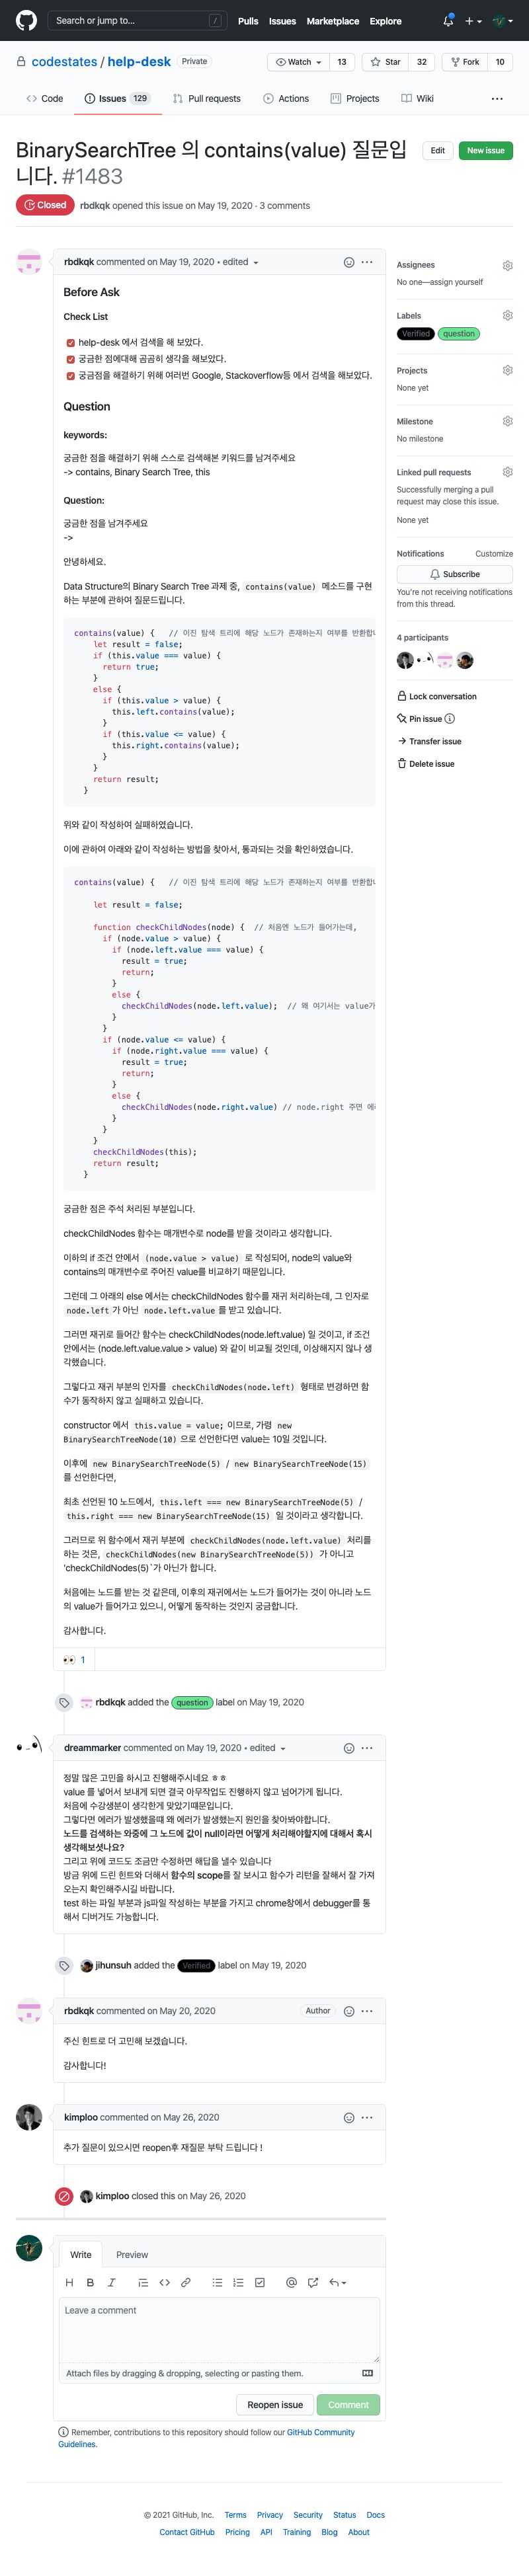 Search or jump to... /
Pulls Issues Marketplace Explore
codestates / help-desk Private
Watch 13 Star 32 Fork 10
Code Issues 129 Pull requests Actions Projects Wiki
BinarySearchTree 의 contains(value) 질문입
니다. #1483
Edit New issue
Closed rbdkqk opened this issue on May 19, 2020 · 3 comments
rbdkqk commented on May 19, 2020 • edited
Before Ask
Check List
help-desk 에서 검색을 해 보았다.
궁금한 점에대해 곰곰히 생각을 해보았다.
궁금점을 해결하기 위해 여러번 Google, Stackoverflow등 에서 검색을 해보았다.
Question
keywords:
궁금한 점을 해결하기 위해 스스로 검색해본 키워드를 남겨주세요
-> contains, Binary Search Tree, this
Question:
궁금한 점을 남겨주세요
->
안녕하세요.
Data Structure의 Binary Search Tree 과제 중, contains(value) 메소드를 구현
하는 부분에 관하여 질문드립니다.
contains(value) { // 이진 탐색 트리에 해당 노드가 존재하는지 여부를 반환합니
let result = false;
if (this.value === value) {
return true;
}
else {
if (this.value > value) {
this.left.contains(value);
}
if (this.value <= value) {
this.right.contains(value);
}
}
return result;
}
위와 같이 작성하여 실패하였습니다.
이에 관하여 아래와 같이 작성하는 방법을 찾아서, 통과되는 것을 확인하였습니다.
contains(value) { // 이진 탐색 트리에 해당 노드가 존재하는지 여부를 반환합니
let result = false;
function checkChildNodes(node) { // 처음엔 노드가 들어가는데,
if (node.value > value) {
if (node.left.value === value) {
result = true;
return;
}
else {
checkChildNodes(node.left.value); // 왜 여기서는 value가
}
}
if (node.value <= value) {
if (node.right.value === value) {
result = true;
return;
}
else {
checkChildNodes(node.right.value) // node.right 주면 에러
}
}
}
checkChildNodes(this);
return result;
}
궁금한 점은 주석 처리된 부분입니다.
checkChildNodes 함수는 매개변수로 node를 받을 것이라고 생각합니다.
이하의 if 조건 안에서 (node.value > value) 로 작성되어, node의 value와
contains의 매개변수로 주어진 value를 비교하기 때문입니다.
그런데 그 아래의 else 에서는 checkChildNodes 함수를 재귀 처리하는데, 그 인자로
node.left 가 아닌 node.left.value 를 받고 있습니다.
그러면 재귀로 들어간 함수는 checkChildNodes(node.left.value) 일 것이고, if 조건
안에서는 (node.left.value.value > value) 와 같이 비교될 것인데, 이상해지지 않나 생
각했습니다.
그렇다고 재귀 부분의 인자를 checkChildNodes(node.left) 형태로 변경하면 함
수가 동작하지 않고 실패하고 있습니다.
constructor 에서 this.value = value; 이므로, 가령 new
BinarySearchTreeNode(10) 으로 선언한다면 value는 10일 것입니다.
이후에 new BinarySearchTreeNode(5) / new BinarySearchTreeNode(15)
를 선언한다면,
최초 선언된 10 노드에서, this.left === new BinarySearchTreeNode(5) /
this.right === new BinarySearchTreeNode(15) 일 것이라고 생각합니다.
그러므로 위 함수에서 재귀 부분에 checkChildNodes(node.left.value) 처리를
하는 것은, checkChildNodes(new BinarySearchTreeNode(5)) 가 아니고
'checkChildNodes(5)`가 아닌가 합니다.
처음에는 노드를 받는 것 같은데, 이후의 재귀에서는 노드가 들어가는 것이 아니라 노드
의 value가 들어가고 있으니, 어떻게 동작하는 것인지 궁금합니다.
감사합니다.
👀 1
rbdkqk added the question label on May 19, 2020
dreammarker commented on May 19, 2020 • edited
정말 많은 고민을 하시고 진행해주시네요 ㅎㅎ
value 를 넣어서 보내게 되면 결국 아무작업도 진행하지 않고 넘어가게 됩니다.
처음에 수강생분이 생각한게 맞았기때문입니다.
그렇다면 에러가 발생했을때 왜 에러가 발생했는지 원인을 찾아봐야합니다.
노드를 검색하는 와중에 그 노드에 값이 null이라면 어떻게 처리해야할지에 대해서 혹시
생각해보셧나요?
그리고 위에 코드도 조금만 수정하면 해답을 낼수 있습니다
방금 위에 드린 힌트와 더해서 함수의 scope를 잘 보시고 함수가 리턴을 잘해서 잘 가져
오는지 확인해주시길 바랍니다.
test 하는 파일 부분과 js파일 작성하는 부분을 가지고 chrome창에서 debugger를 통
해서 디버거도 가능합니다.
jihunsuh added the Verified label on May 19, 2020
rbdkqk commented on May 20, 2020 Author
주신 힌트로 더 고민해 보겠습니다.
감사합니다!
kimploo commented on May 26, 2020
추가 질문이 있으시면 reopen후 재질문 부탁 드립니다 !
kimploo closed this on May 26, 2020
Write Preview
Leave a comment
Attach files by dragging & dropping, selecting or pasting them.
Reopen issue Comment
Remember, contributions to this repository should follow our GitHub Community
Guidelines.
Assignees
No one—assign yourself
Labels
Verified question
Projects
None yet
Milestone
No milestone
Linked pull requests
Successfully merging a pull
request may close this issue.
None yet
Notifications Customize
Subscribe
You're not receiving notifications
from this thread.
4 participants
Lock conversation
Pin issue
Transfer issue
Delete issue
© 2021 GitHub, Inc. Terms Privacy Security Status Docs
Contact GitHub Pricing API Training Blog About